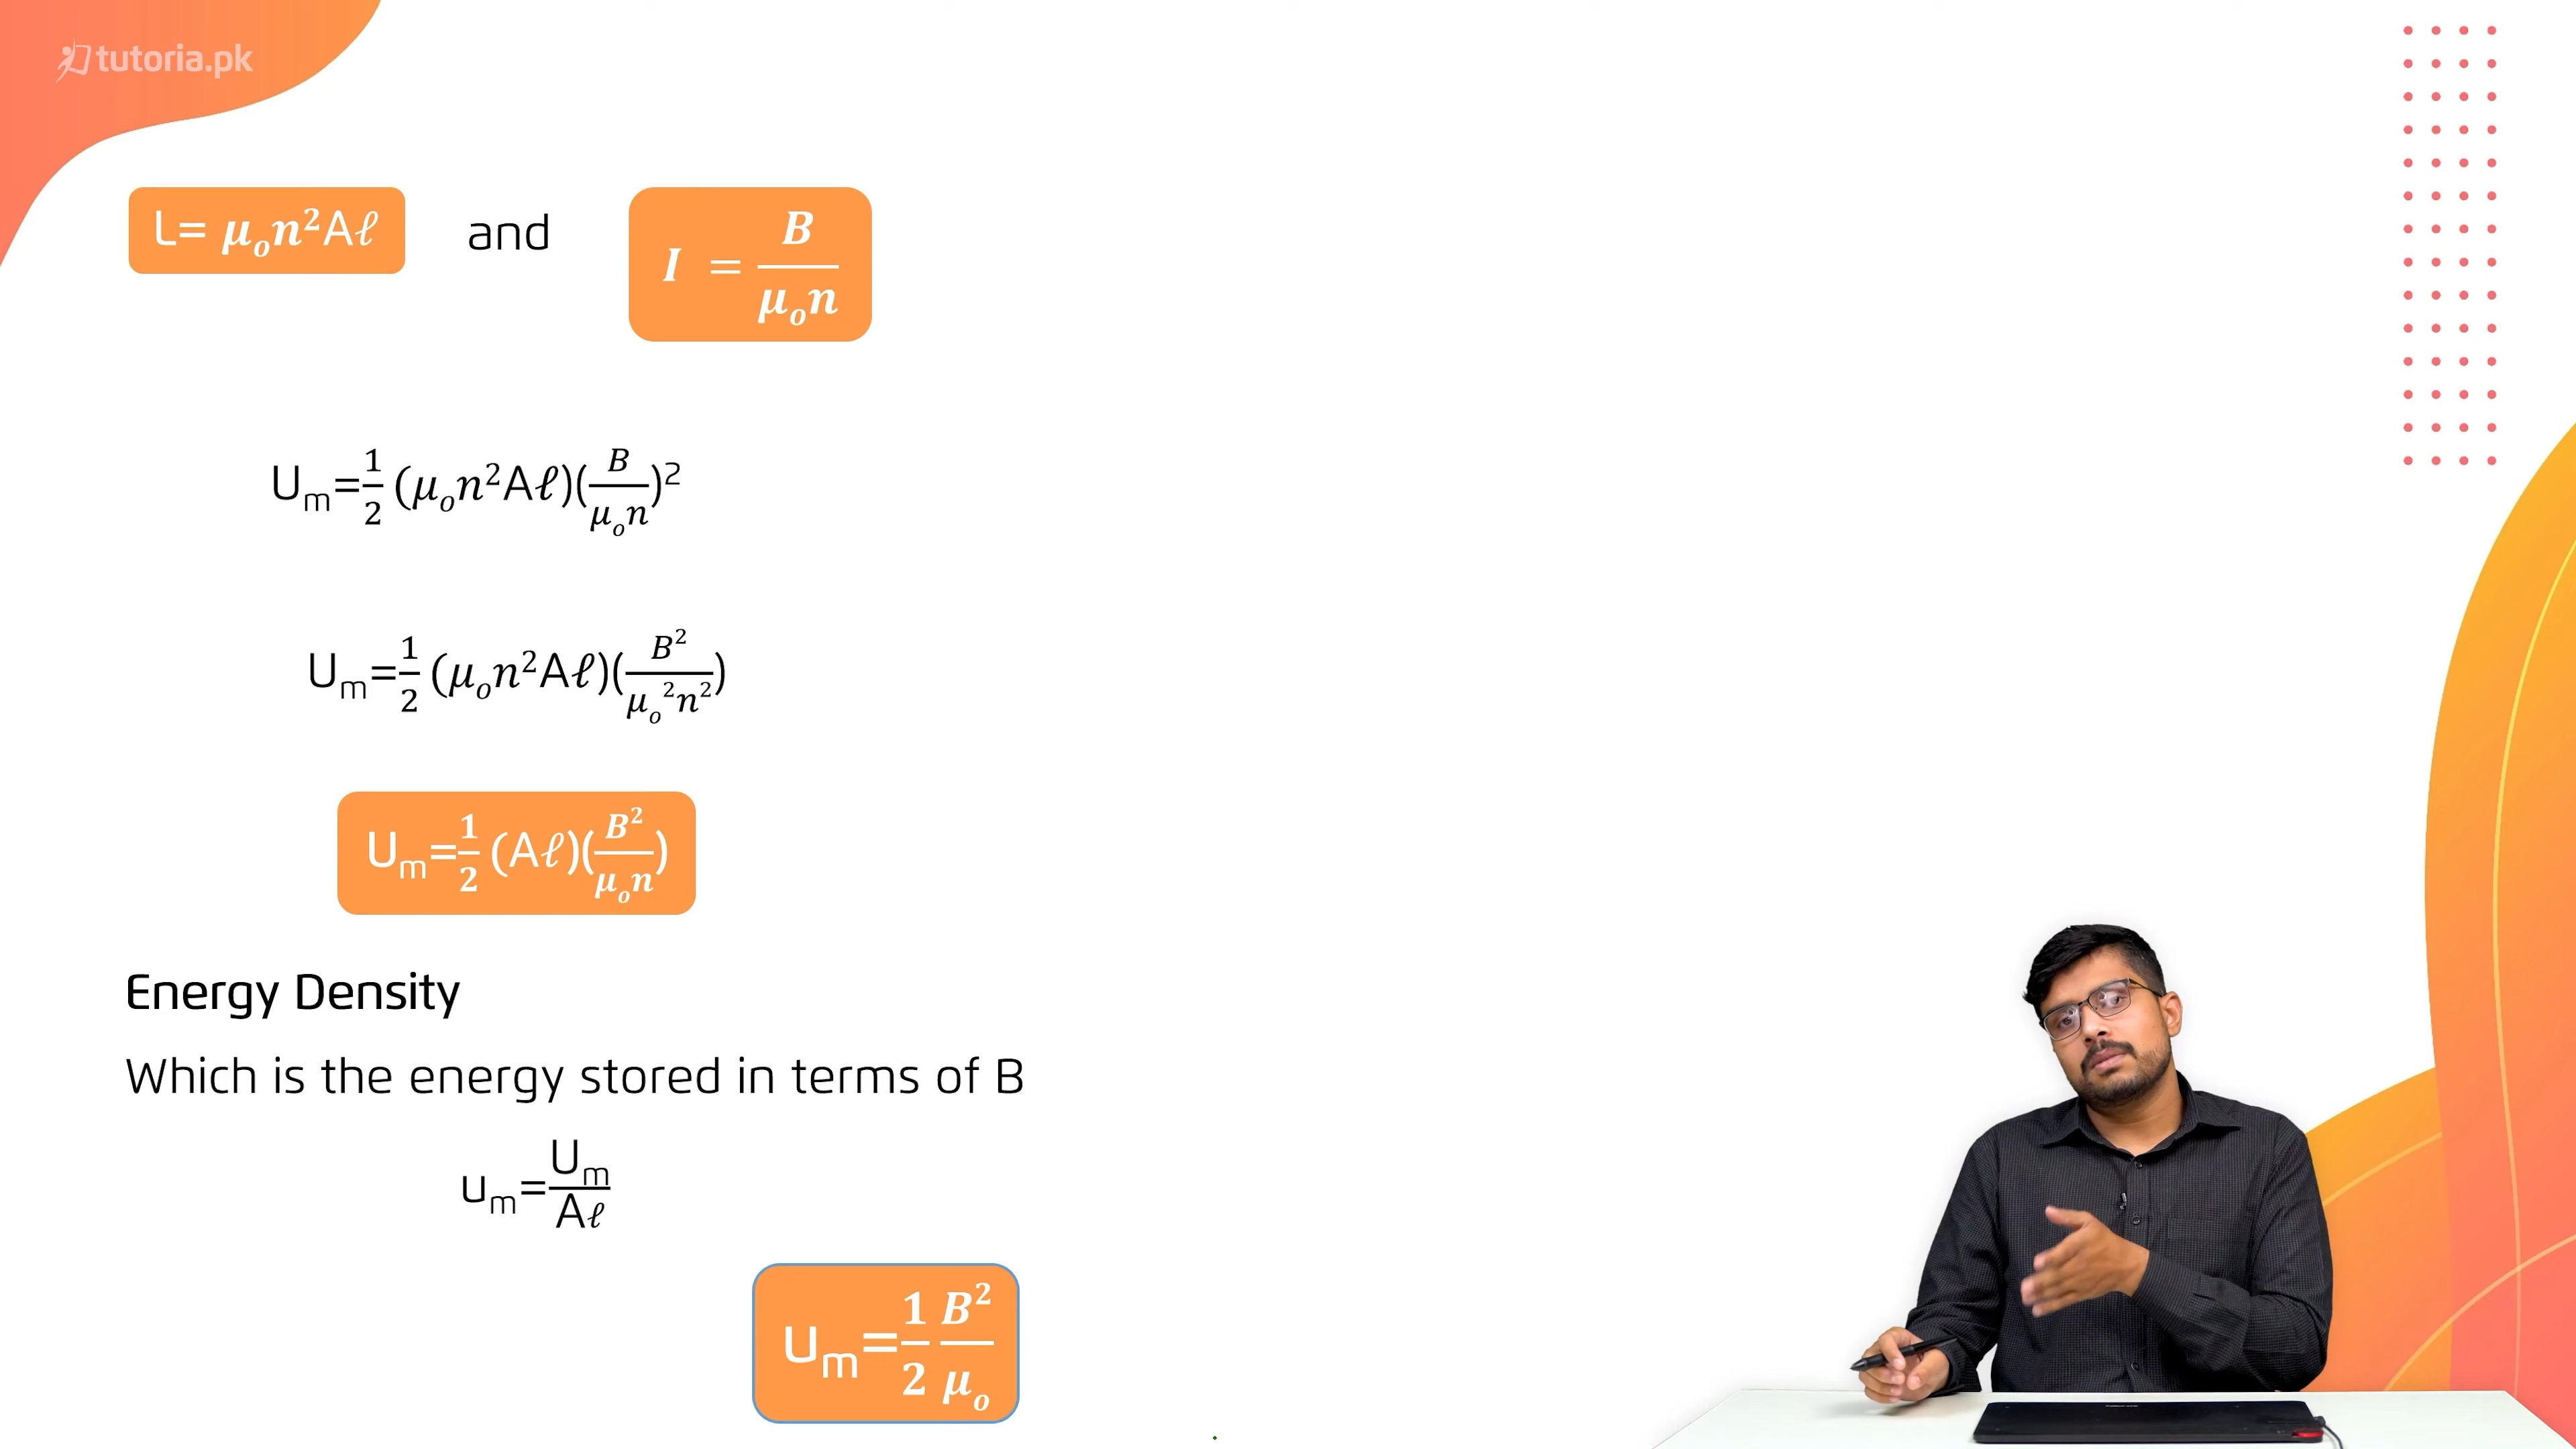 tutoria.pk
L= μₒn²Aℓ and I = B/μₒn
Uₘ=1/2 (μₒn²Aℓ)(B/μₒn)²
Uₘ=1/2 (μₒn²Aℓ)(B²/μₒ²n²)
Uₘ=1/2 (Aℓ)(B²/μₒn)
Energy Density
Which is the energy stored in terms of B
uₘ=Uₘ/Aℓ
uₘ=1/2 B²/μₒ